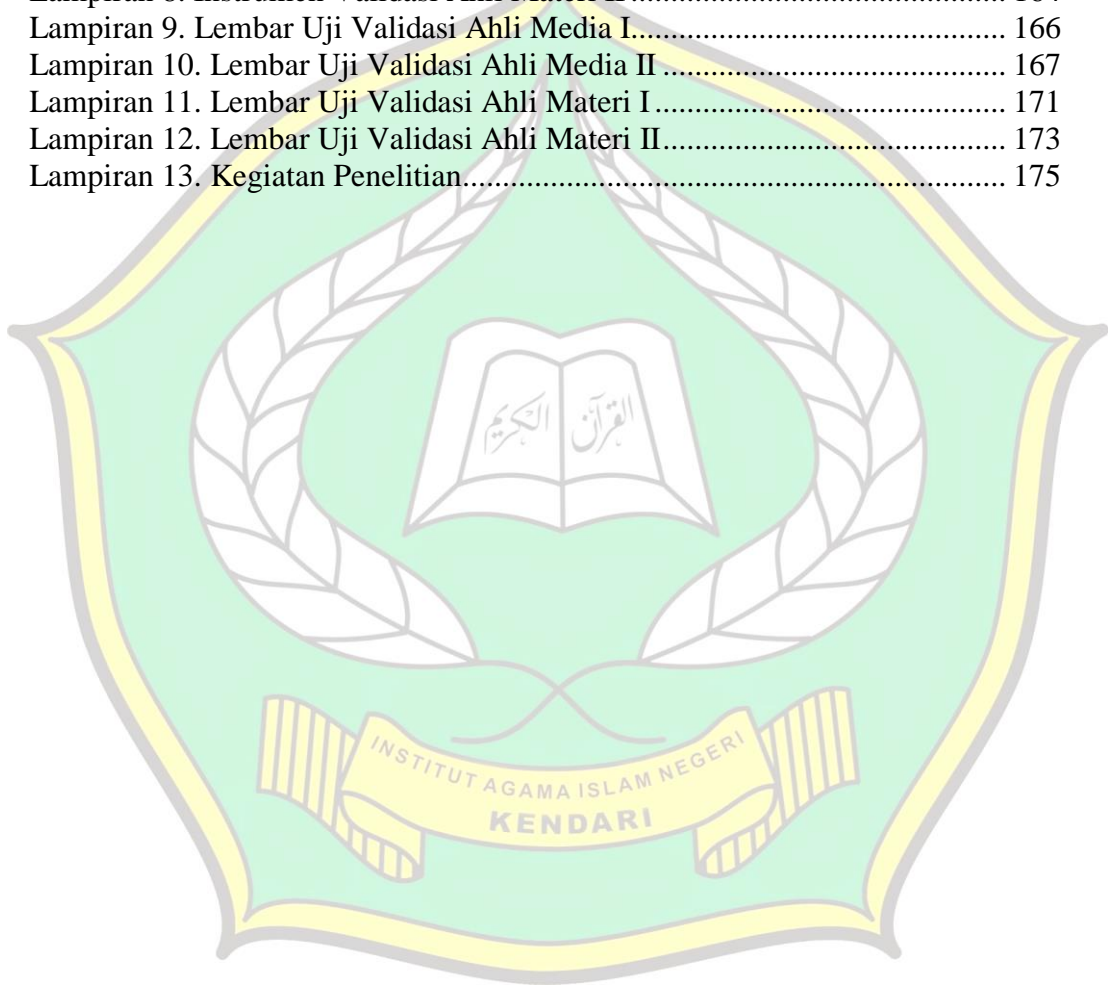 Lampiran 9. Lembar Uji Validasi Ahli Media I.................................................... 166
Lampiran 10. Lembar Uji Validasi Ahli Media II ................................................ 167
Lampiran 11. Lembar Uji Validasi Ahli Materi I ................................................. 171
Lampiran 12. Lembar Uji Validasi Ahli Materi II................................................ 173
Lampiran 13. Kegiatan Penelitian......................................................................... 175
القرآن الكريم
INSTITUT AGAMA ISLAM NEGERI
KENDARI